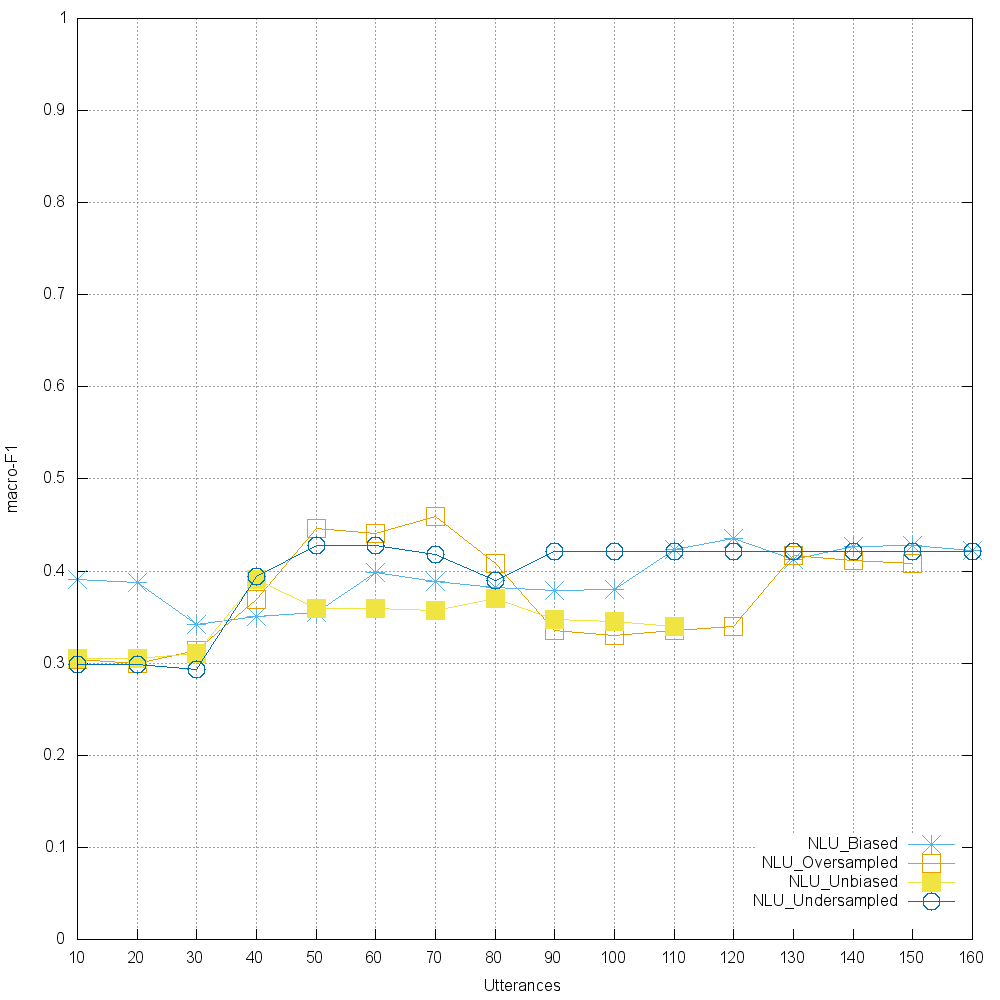 1
0.9
0.8
0.7
0.6
0.5
0.4
0.3
0.2
0.1
0
macro-F1
NLU_Biased
NLU_Oversampled
NLU_Unbiased
NLU_Undersampled
10 20 30 40 50 60 70 80 90 100 110 120 130 140 150 160
Utterances